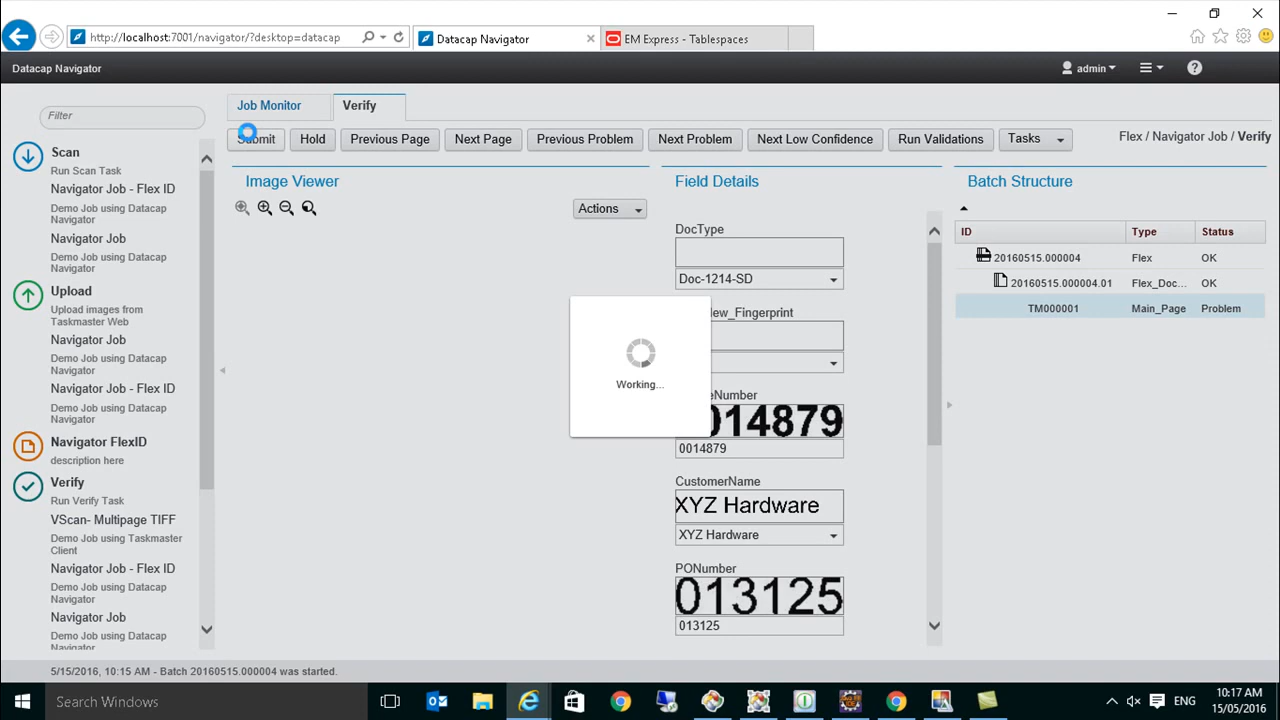 http://localhost:7001/navigator/?desktop=datacap
Datacap Navigator
EM Express - Tablespaces
Datacap Navigator
admin
Filter
Scan
Run Scan Task
Navigator Job - Flex ID
Demo Job using Datacap
Navigator
Navigator Job
Demo Job using Datacap
Navigator
Upload
Upload images from
Taskmaster Web
Navigator Job
Demo Job using Datacap
Navigator
Navigator Job - Flex ID
Demo Job using Datacap
Navigator
Navigator FlexID
description here
Verify
Run Verify Task
VScan- Multipage TIFF
Demo Job using Taskmaster
Client
Navigator Job - Flex ID
Demo Job using Datacap
Navigator
Navigator Job
Demo Job using Datacap
Navigator
Job Monitor
Verify
Submit
Hold
Previous Page
Next Page
Previous Problem
Next Problem
Next Low Confidence
Run Validations
Tasks
Flex / Navigator Job / Verify
Image Viewer
Actions
Working...
Field Details
DocType
Doc-1214-SD
ew_Fingerprint
eNumber
014879
0014879
CustomerName
XYZ Hardware
XYZ Hardware
PONumber
013125
013125
Batch Structure
ID Type Status
20160515.000004 Flex OK
20160515.000004.01 Flex_Doc... OK
TM000001 Main_Page Problem
5/15/2016, 10:15 AM - Batch 20160515.000004 was started.
Search Windows
ENG
10:17 AM
15/05/2016